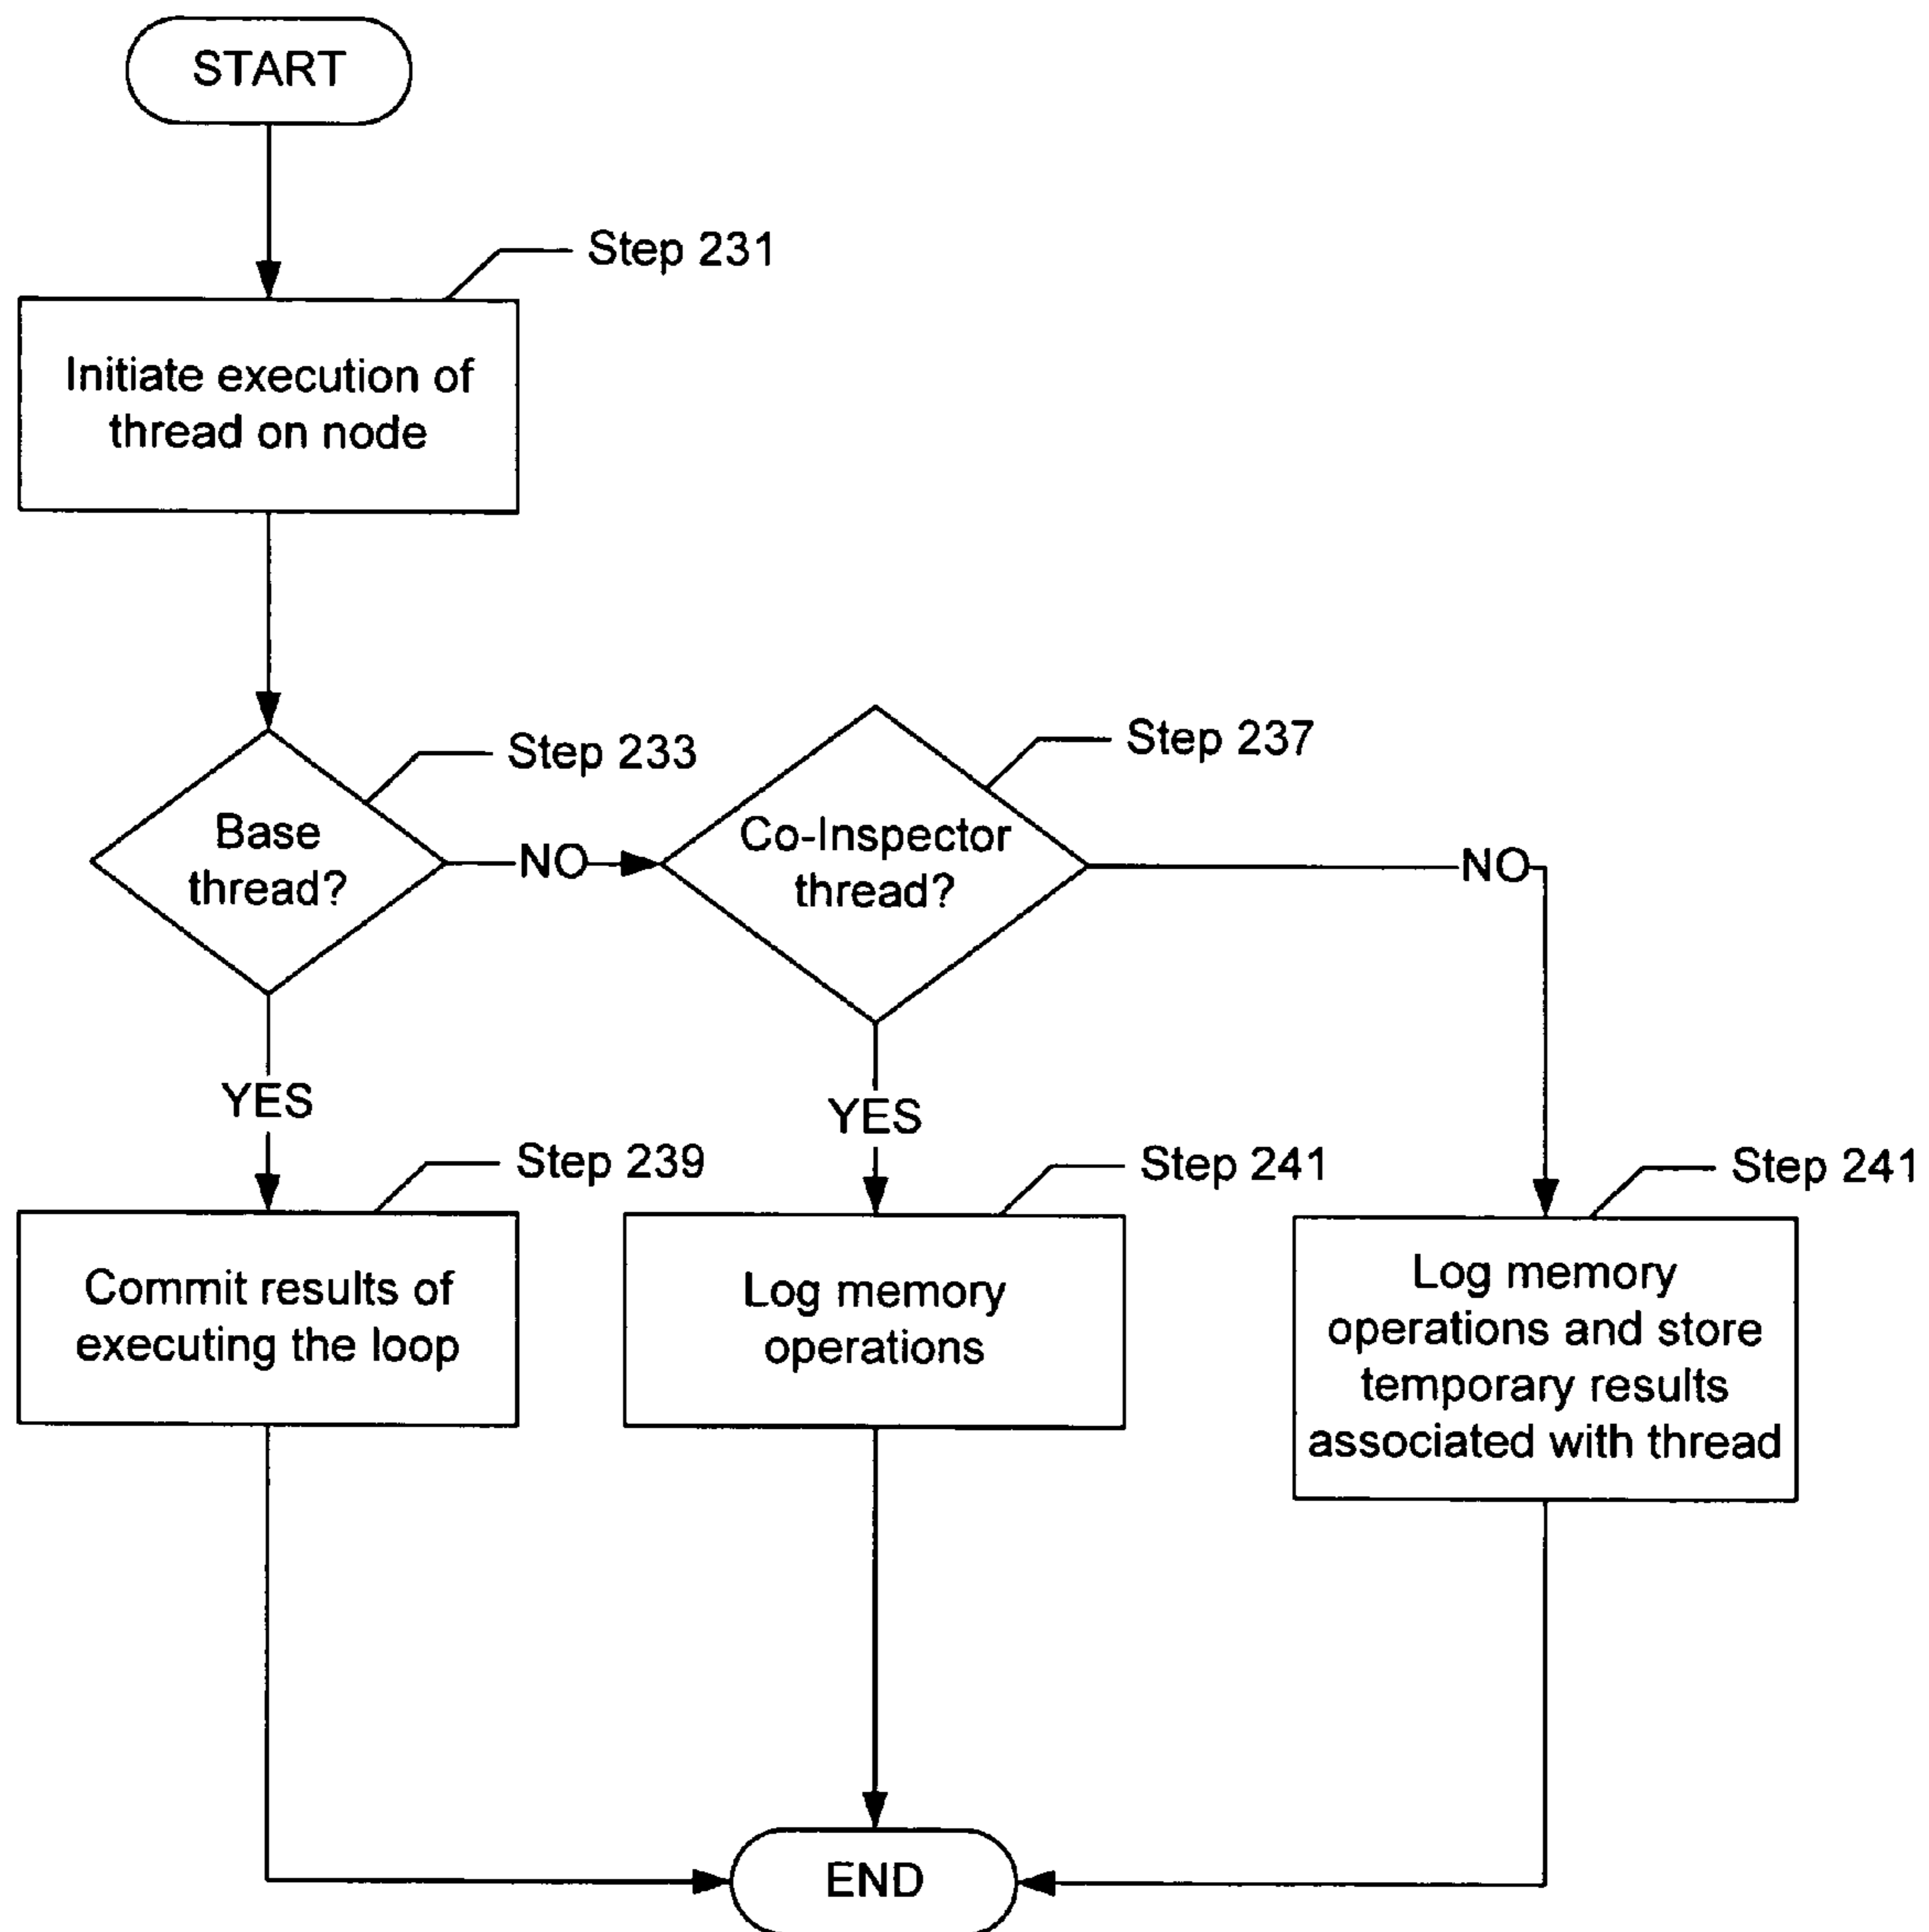 START
Step 231
Initiate execution of
thread on node
Step 233
Base
thread?
NO
Step 237
Co-Inspector
thread?
NO
YES
YES
Step 239
Commit results of
executing the loop
Step 241
Log memory
operations
Step 241
Log memory
operations and store
temporary results
associated with thread
END